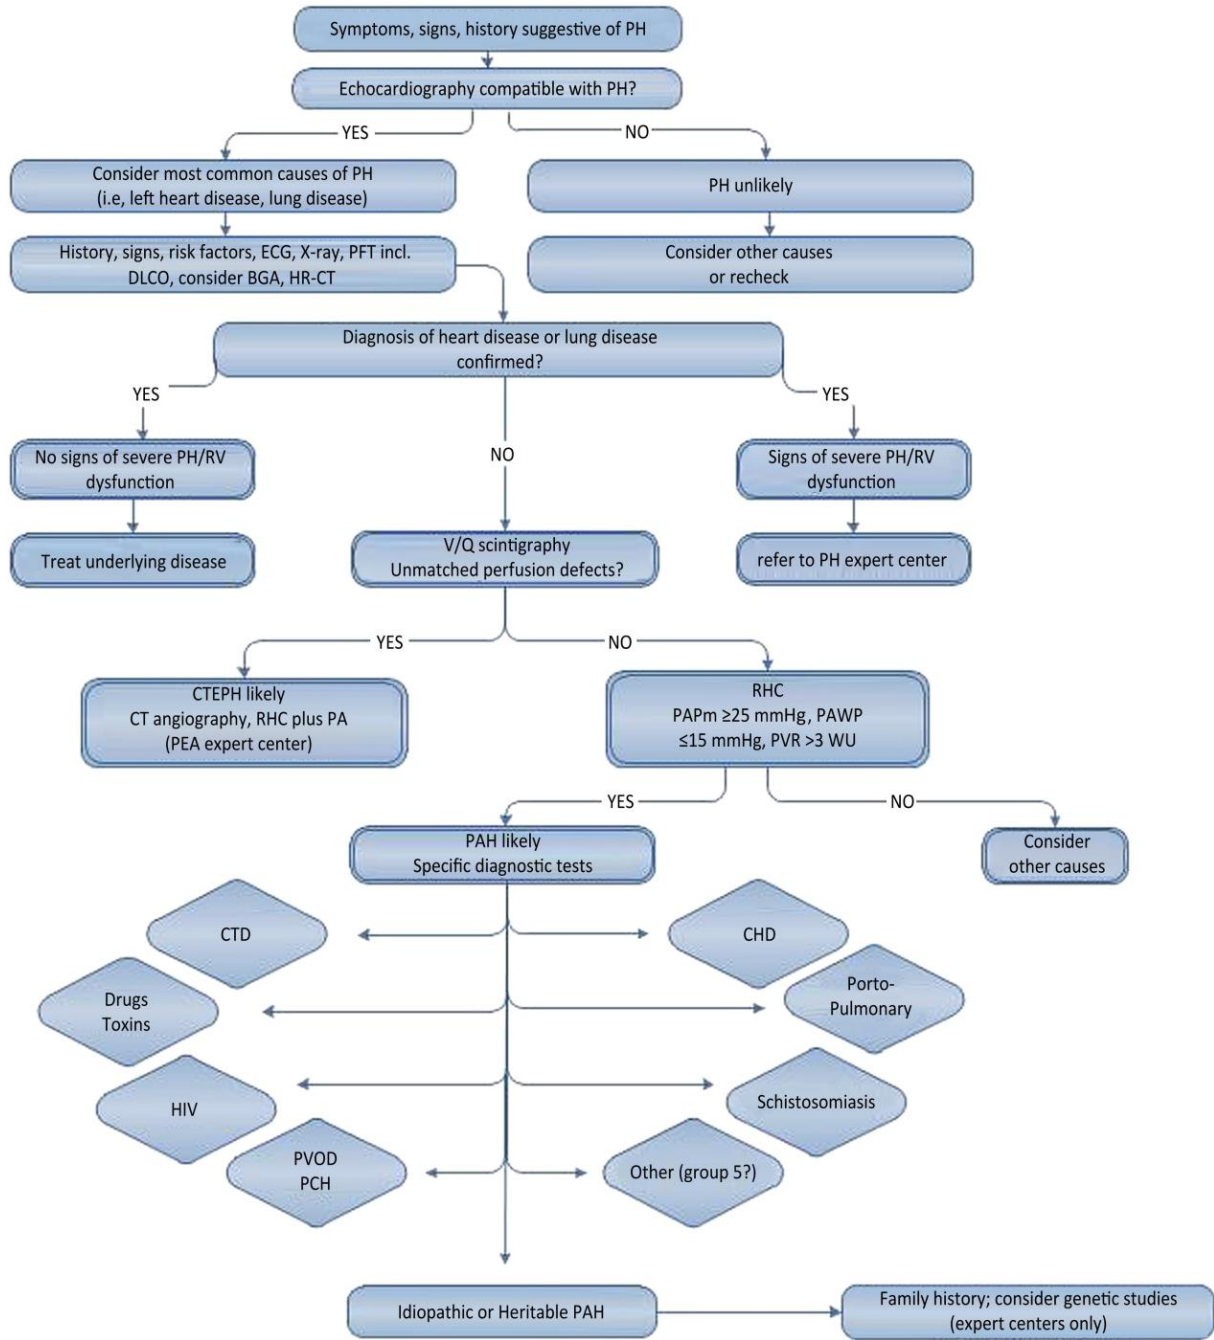 Symptoms, signs, history suggestive of PH
Echocardiography compatible with PH?
YES
NO
Consider most common causes of PH
(i.e, left heart disease, lung disease)
PH unlikely
History, signs, risk factors, ECG, X-ray, PFT incl.
DLCO, consider BGA, HR-CT
Consider other causes
or recheck
Diagnosis of heart disease or lung disease
confirmed?
YES
NO
YES
No signs of severe PH/RV
dysfunction
Signs of severe PH/RV
dysfunction
Treat underlying disease
V/Q scintigraphy
Unmatched perfusion defects?
refer to PH expert center
YES
NO
CTEPH likely
CT angiography, RHC plus PA
(PEA expert center)
RHC
PAPm ≥25 mmHg, PAWP
≤15 mmHg, PVR >3 WU
YES
NO
PAH likely
Specific diagnostic tests
Consider
other causes
CTD
CHD
Drugs
Toxins
Porto-
Pulmonary
HIV
Schistosomiasis
PVOD
PCH
Other (group 5?)
Idiopathic or Heritable PAH
Family history; consider genetic studies
(expert centers only)